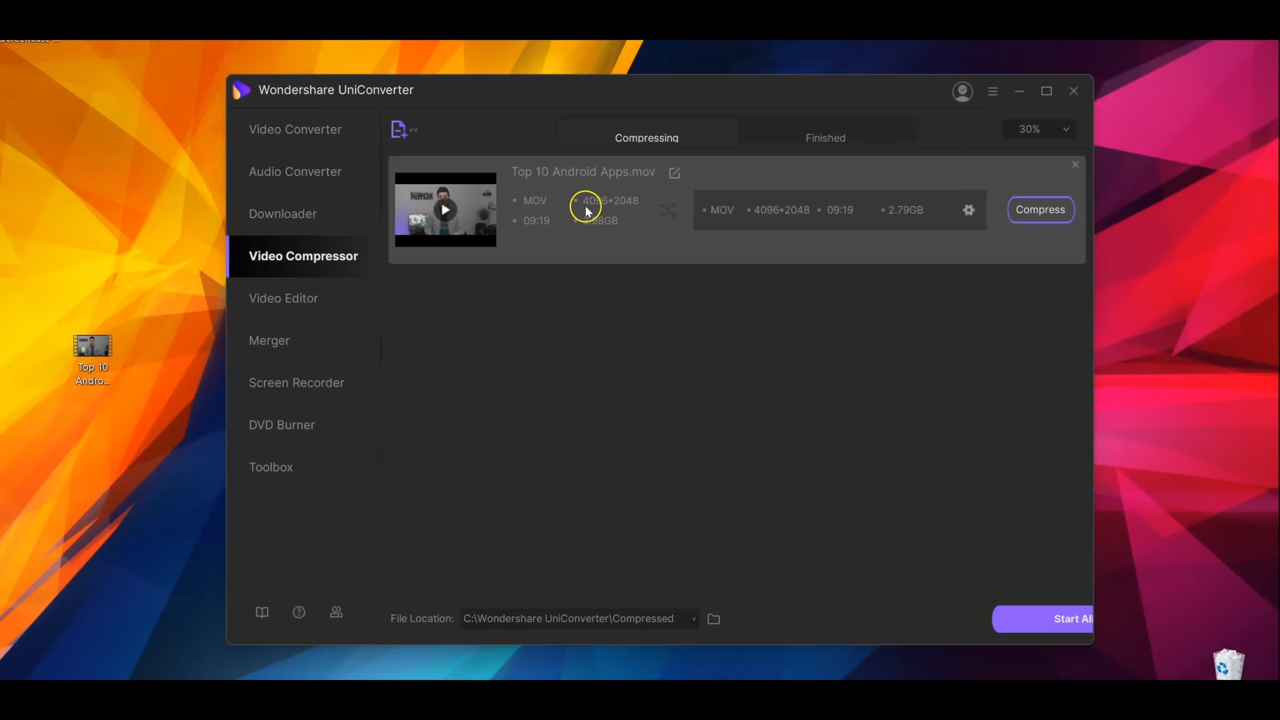 Wondershare UniConverter
Video Converter
Audio Converter
Downloader
Video Compressor
Video Editor
Merger
Screen Recorder
DVD Burner
Toolbox
Compressing
Finished
30%
Top 10 Android Apps.mov
MOV
4096*2048
09:19
MOV 4096*2048 09:19 2.79GB
Compress
File Location: C:\Wondershare UniConverter\Compressed
Start All
Top 10
Andro...